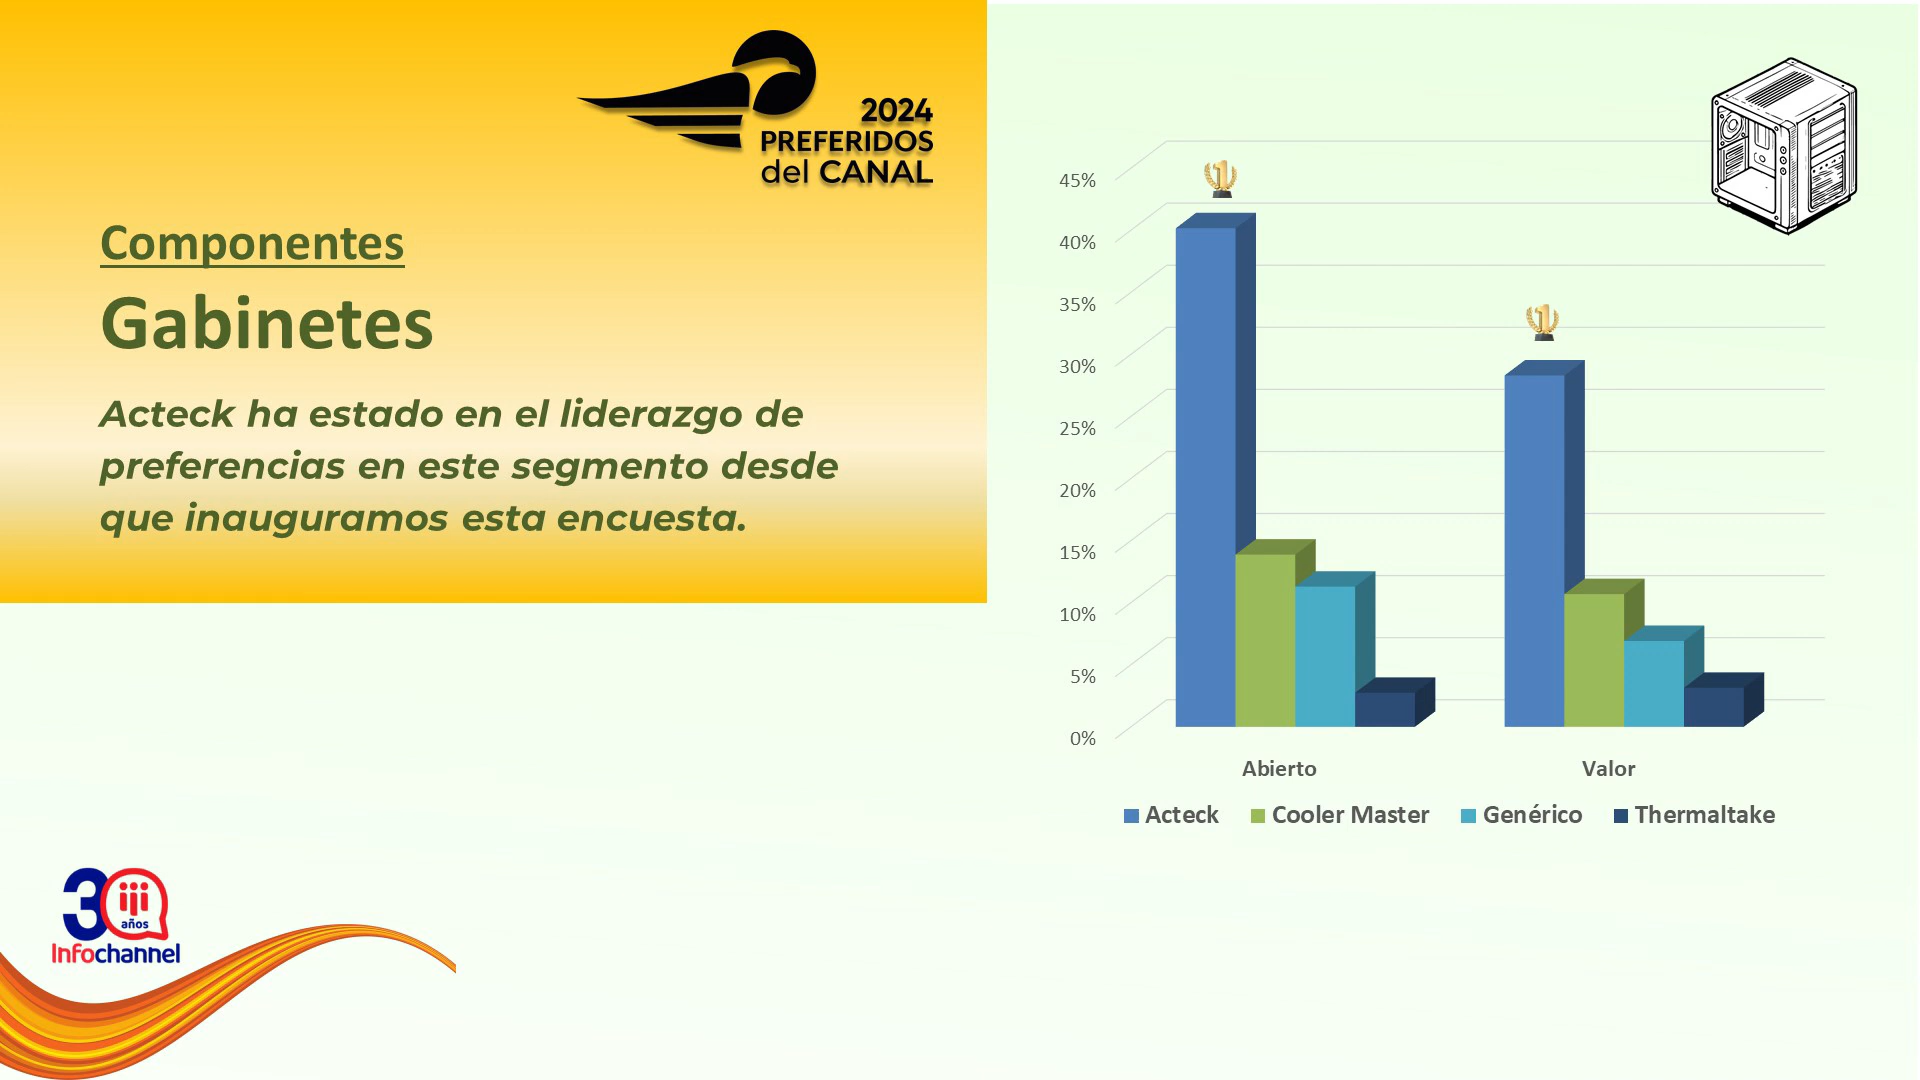 2024
PREFERIDOS
del CANAL
Componentes
Gabinetes
Acteck ha estado en el liderazgo de
preferencias en este segmento desde
que inauguramos esta encuesta.
45%
40%
35%
30%
25%
20%
15%
10%
5%
0%
1
1
Abierto
Valor
Acteck
Cooler Master
Genérico
Thermaltake
30
años
Infochannel